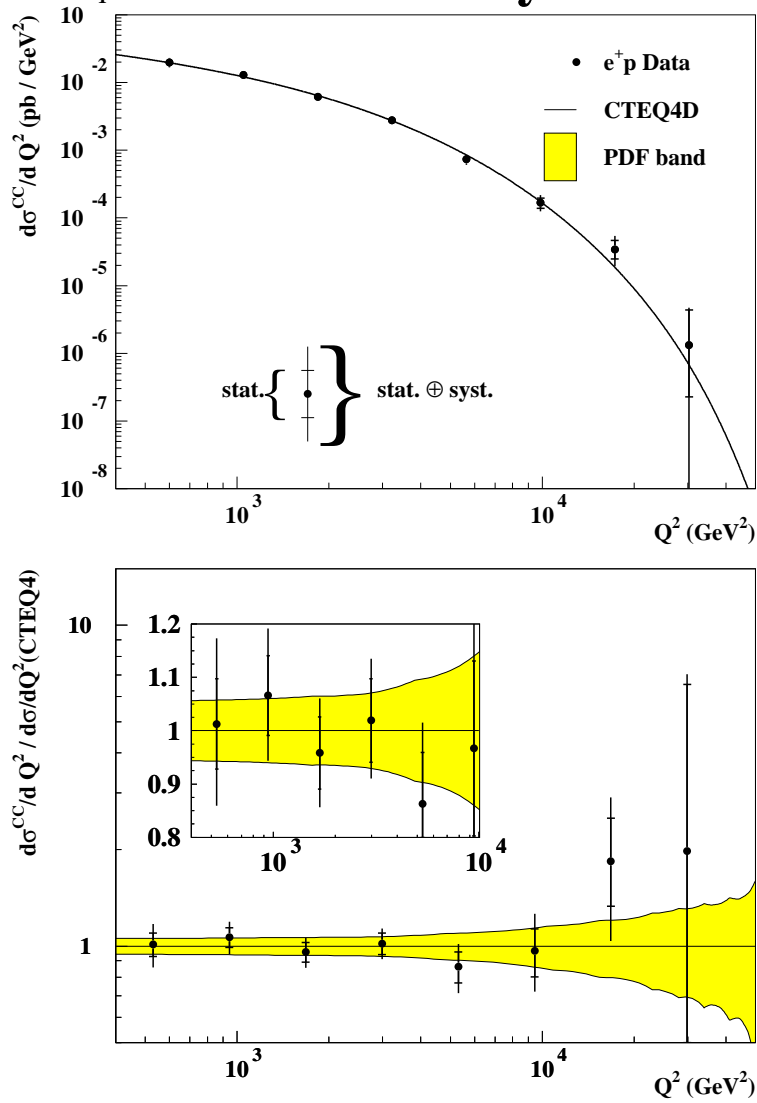 10
10 -2
10 -3
10 -4
10 -5
10 -6
10 -7
10 -8
dσ^CC/d Q^2 (pb / GeV^2)
e^+p Data
CTEQ4D
PDF band
stat.{ } stat. ⊕ syst.
10^3
10^4
Q^2 (GeV^2)
dσ^CC/d Q^2 / dσ/dQ^2(CTEQ4)
10
1
1.2
1.1
1
0.9
0.8
10^3
10^4
10^3
10^4
Q^2 (GeV^2)